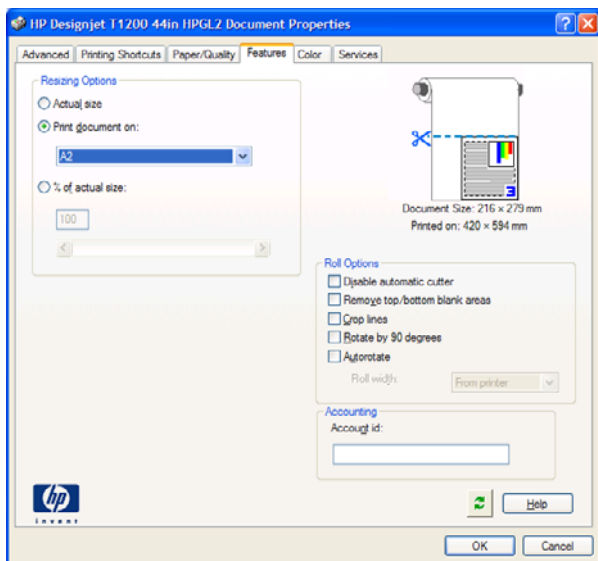 HP Designjet T1200 44in HPGL2 Document Properties
Advanced Printing Shortcuts Paper/Quality Features Color Services
Resizing Options
Actual size
Print document on:
A2
% of actual size:
100
3
Document Size: 216 × 279 mm
Printed on: 420 × 594 mm
Roll Options
Disable automatic cutter
Remove top/bottom blank areas
Crop lines
Rotate by 90 degrees
Autorotate
Roll width: From printer
Accounting
Account id:
hp
invent
Help
OK Cancel